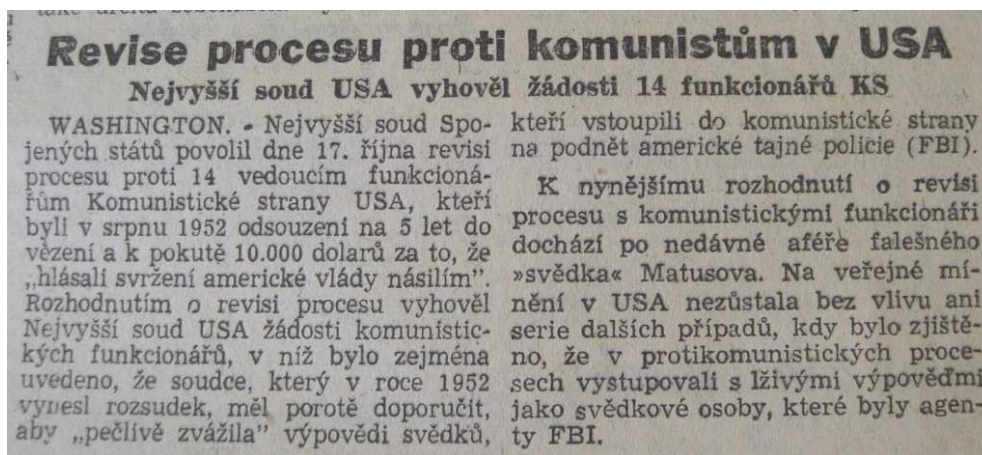 Revise procesu proti komunistům v USA
Nejvyšší soud USA vyhověl žádosti 14 funkcionářů KS
WASHINGTON. - Nejvyšší soud Spo-
jených států povolil dne 17. října revisi
procesu proti 14 vedoucím funkcioná-
řům Komunistické strany USA, kteří
byli v srpnu 1952 odsouzeni na 5 let do
vězení a k pokutě 10.000 dolarů za to, že
„hlásali svržení americké vlády násilím”.
Rozhodnutím o revisi procesu vyhověl
Nejvyšší soud USA žádosti komunistic-
kých funkcionářů, v níž bylo zejména
uvedeno, že soudce, který v roce 1952
vynesl rozsudek, měl porotě doporučit,
aby „pečlivě zvážila” výpovědi svědků,
kteří vstoupili do komunistické strany
na podnět americké tajné policie (FBI).
K nynějšímu rozhodnutí o revisi
procesu s komunistickými funkcionáři
dochází po nedávné aféře falešného
»svědka« Matusova. Na veřejné mí-
nění v USA nezůstala bez vlivu ani
serie dalších případů, kdy bylo zjiště-
no, že v protikomunistických proce-
sech vystupovali s lživými výpověďmi
jako svědkové osoby, které byly agen-
ty FBI.